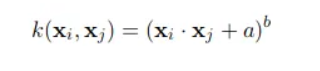 k(𝐱ᵢ, 𝐱ⱼ) = (𝐱ᵢ · 𝐱ⱼ + a)ᵇ